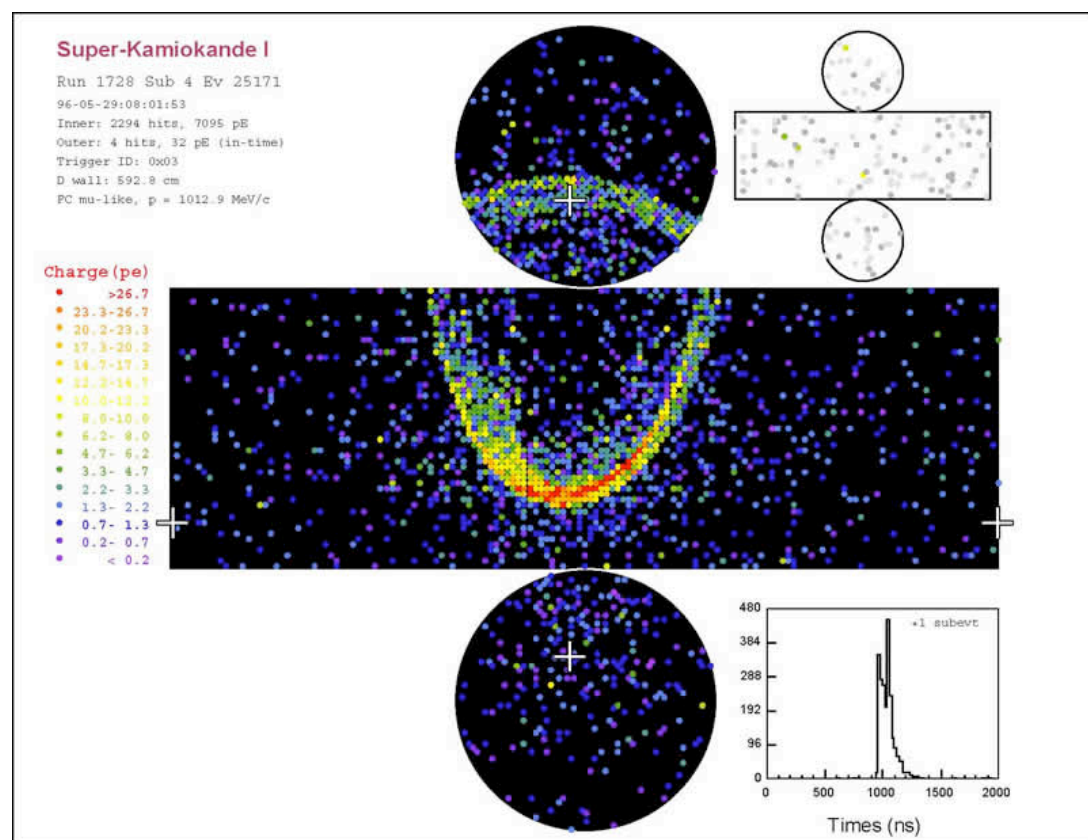 Super-Kamiokande I
Run 1728 Sub 4 Ev 25171
96-05-29:08:01:53
Inner: 2294 hits, 7095 pE
Outer: 4 hits, 32 pE (in-time)
Trigger ID: 0x03
D wall: 592.8 cm
FC mu-like, p = 1012.9 MeV/c
Charge(pe)
>26.7
23.3-26.7
20.2-23.3
17.3-20.2
14.7-17.3
12.2-14.7
10.0-12.2
8.0-10.0
6.2- 8.0
4.7- 6.2
3.3- 4.7
2.2- 3.3
1.3- 2.2
0.7- 1.3
0.2- 0.7
< 0.2
480
384
288
192
96
0
1 subevt
0 500 1000 1500 2000
Times (ns)